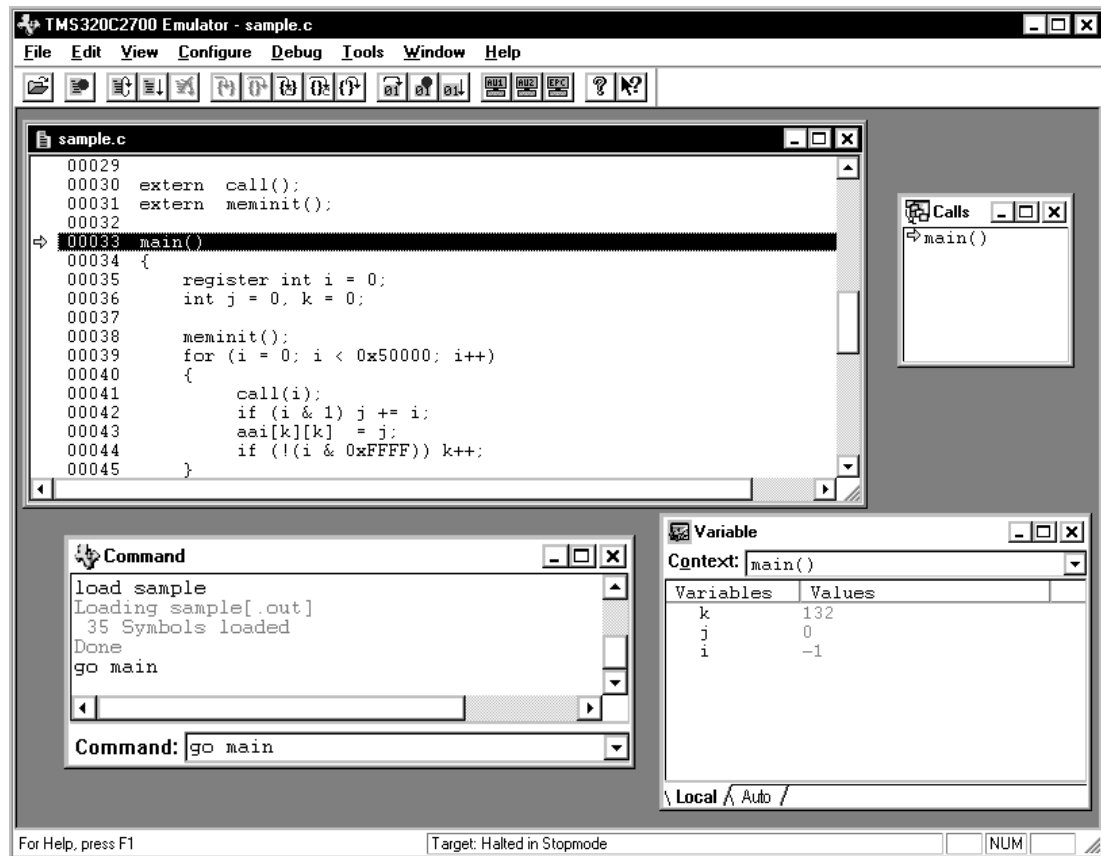 TMS320C2700 Emulator - sample.c
File Edit View Configure Debug Tools Window Help
AU1 AU2 EPC
sample.c
00029
00030 extern call();
00031 extern meminit();
00032
00033 main()
00034 {
00035 register int i = 0;
00036 int j = 0, k = 0;
00037
00038 meminit();
00039 for (i = 0; i < 0x50000; i++)
00040 {
00041 call(i);
00042 if (i & 1) j += i;
00043 aai[k][k] = j;
00044 if (!(i & 0xFFFF)) k++;
00045 }
Calls
main()
Command
load sample
Loading sample[.out]
35 Symbols loaded
Done
go main
Command: go main
Variable
Context: main()
Variables Values
k 132
j 0
i -1
Local Auto
For Help, press F1 Target: Halted in Stopmode NUM